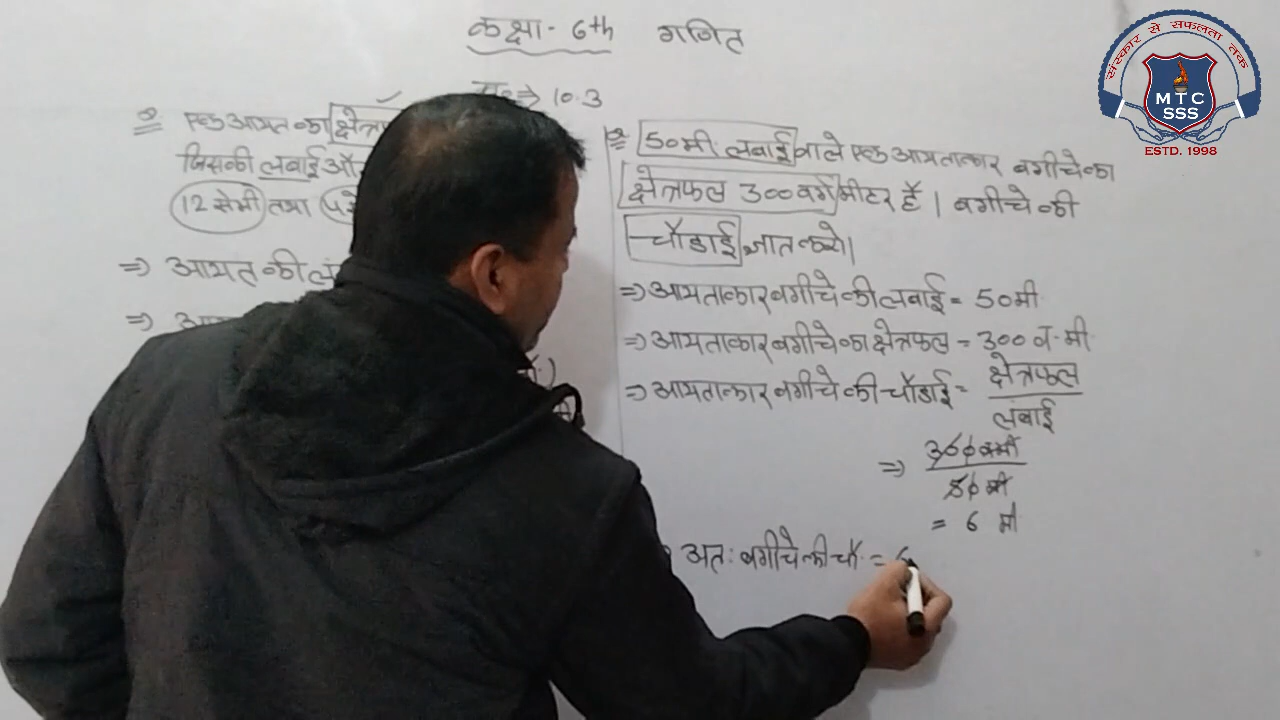 कक्षा - 6th गणित
प्र० ⇒ 10.3
एक आयत का क्षेत्र
जिसकी लंबाई औ
12 सेमी तथा
⇒ आयत की लं
⇒
50 मी. लंबाई वाले एक आयताकार बगीचे का
क्षेत्रफल 300 वर्ग मीटर है। बगीचे की
चौडाई ज्ञात करो।
⇒ आयताकार बगीचे की लंबाई = 50 मी.
⇒ आयताकार बगीचे का क्षेत्रफल = 300 व. मी.
⇒ आयताकार बगीचे की चौडाई = क्षेत्रफल
लंबाई
⇒ 300 वमी
50 मी
= 6 मी
अतः बगीचे की चौ. = 6
संस्कार से सफलता तक
MTC
SSS
ESTD. 1998